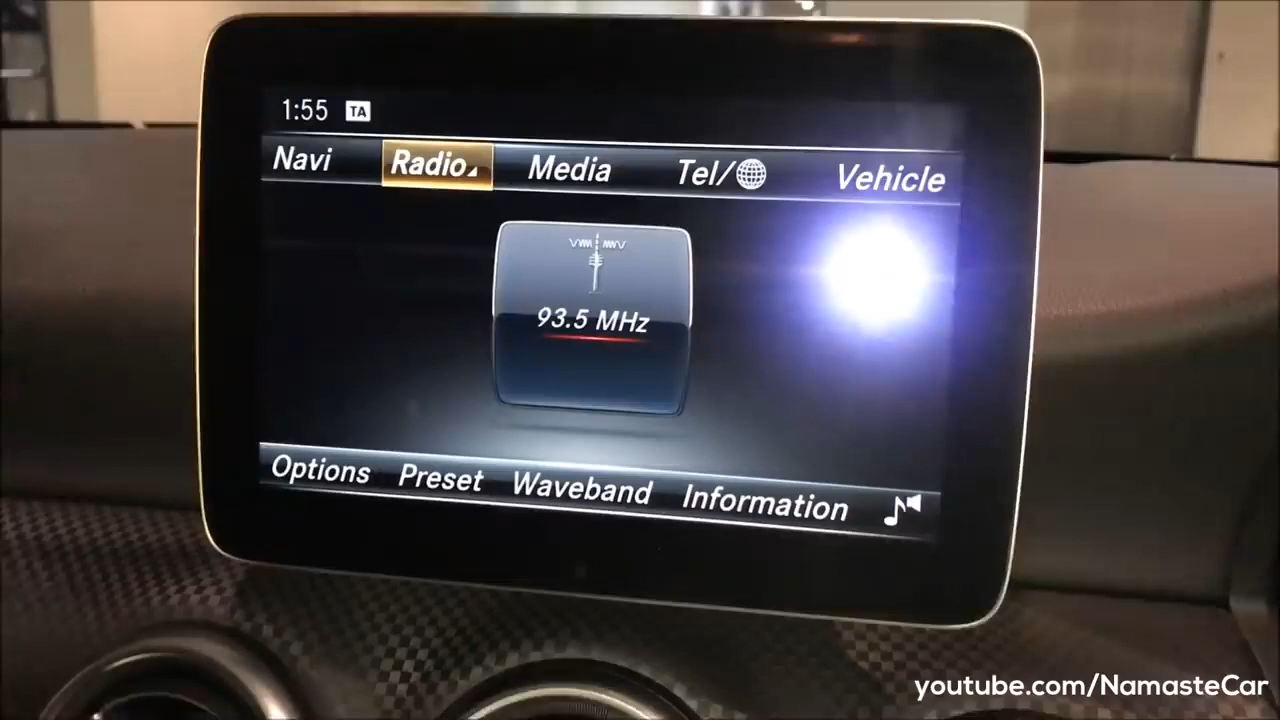 1:55 TA
Navi Radio Media Tel/ Vehicle
93.5 MHz
Options Preset Waveband Information
youtube.com/NamasteCar